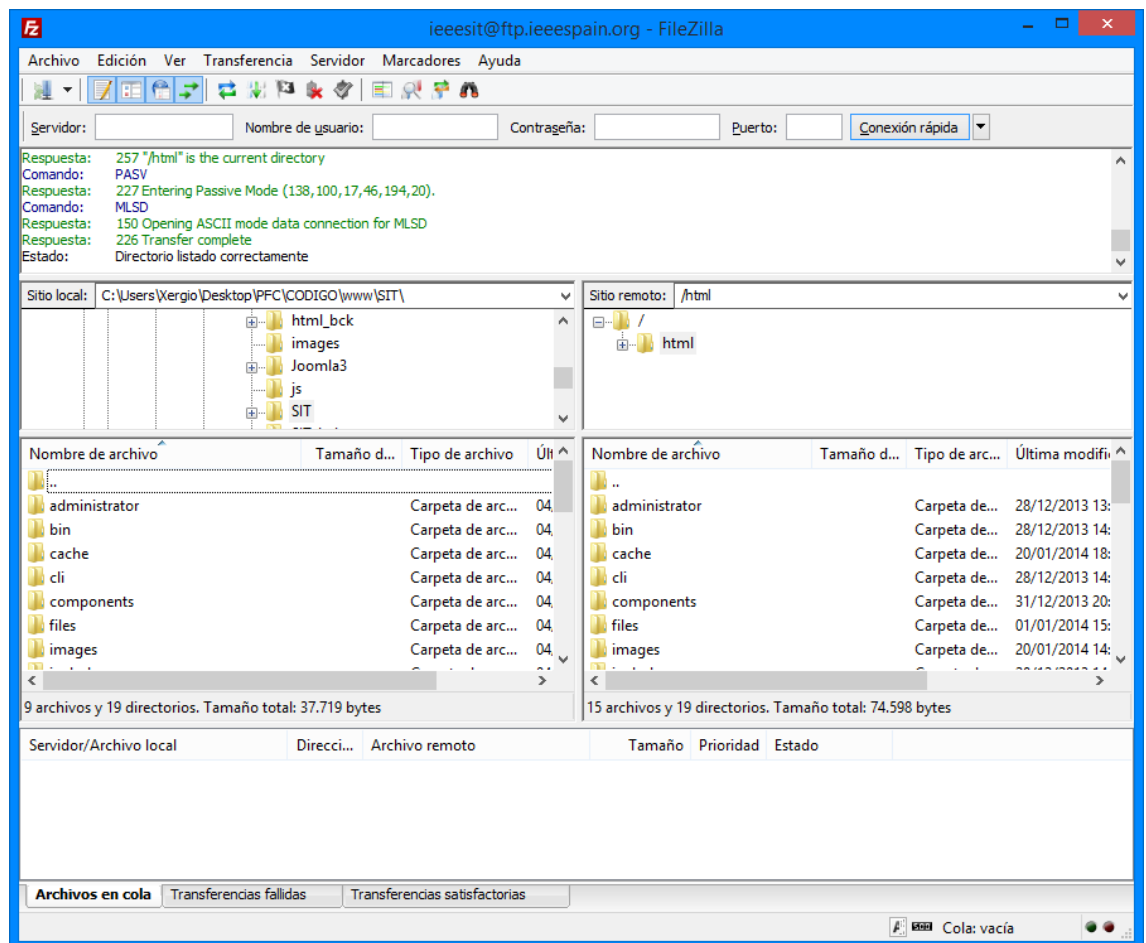 Fz
ieeesit@ftp.ieeespain.org - FileZilla
Archivo Edición Ver Transferencia Servidor Marcadores Ayuda
Servidor: Nombre de usuario: Contraseña: Puerto: Conexión rápida
Respuesta: 257 "/html" is the current directory
Comando: PASV
Respuesta: 227 Entering Passive Mode (138,100,17,46,194,20).
Comando: MLSD
Respuesta: 150 Opening ASCII mode data connection for MLSD
Respuesta: 226 Transfer complete
Estado: Directorio listado correctamente
Sitio local: C:\Users\Xergio\Desktop\PFC\CODIGO\www\SIT\
html_bck
images
Joomla3
js
SIT
Sitio remoto: /html
/
html
Nombre de archivo Tamaño d... Tipo de archivo Últ
..
administrator Carpeta de arc... 04,
bin Carpeta de arc... 04,
cache Carpeta de arc... 04,
cli Carpeta de arc... 04,
components Carpeta de arc... 04,
files Carpeta de arc... 04,
images Carpeta de arc... 04,
9 archivos y 19 directorios. Tamaño total: 37.719 bytes
Nombre de archivo Tamaño d... Tipo de arc... Última modifi
..
administrator Carpeta de... 28/12/2013 13:
bin Carpeta de... 28/12/2013 14:
cache Carpeta de... 20/01/2014 18:
cli Carpeta de... 28/12/2013 14:
components Carpeta de... 31/12/2013 20:
files Carpeta de... 01/01/2014 15:
images Carpeta de... 20/01/2014 14:
15 archivos y 19 directorios. Tamaño total: 74.598 bytes
Servidor/Archivo local Direcci... Archivo remoto Tamaño Prioridad Estado
Archivos en cola Transferencias fallidas Transferencias satisfactorias
Cola: vacía